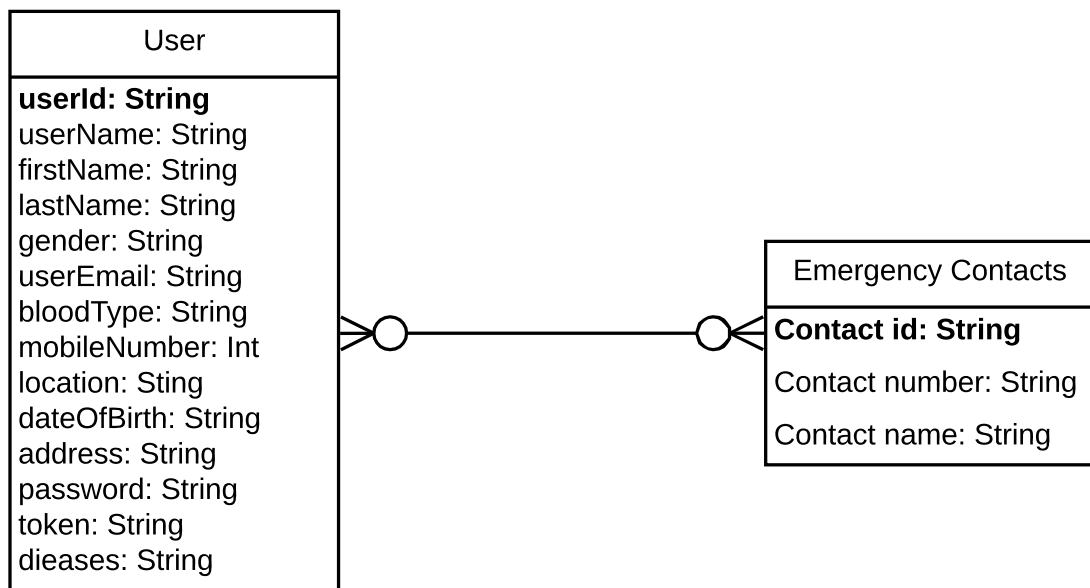 User
userId: String
userName: String
firstName: String
lastName: String
gender: String
userEmail: String
bloodType: String
mobileNumber: Int
location: Sting
dateOfBirth: String
address: String
password: String
token: String
dieases: String
Emergency Contacts
Contact id: String
Contact number: String
Contact name: String